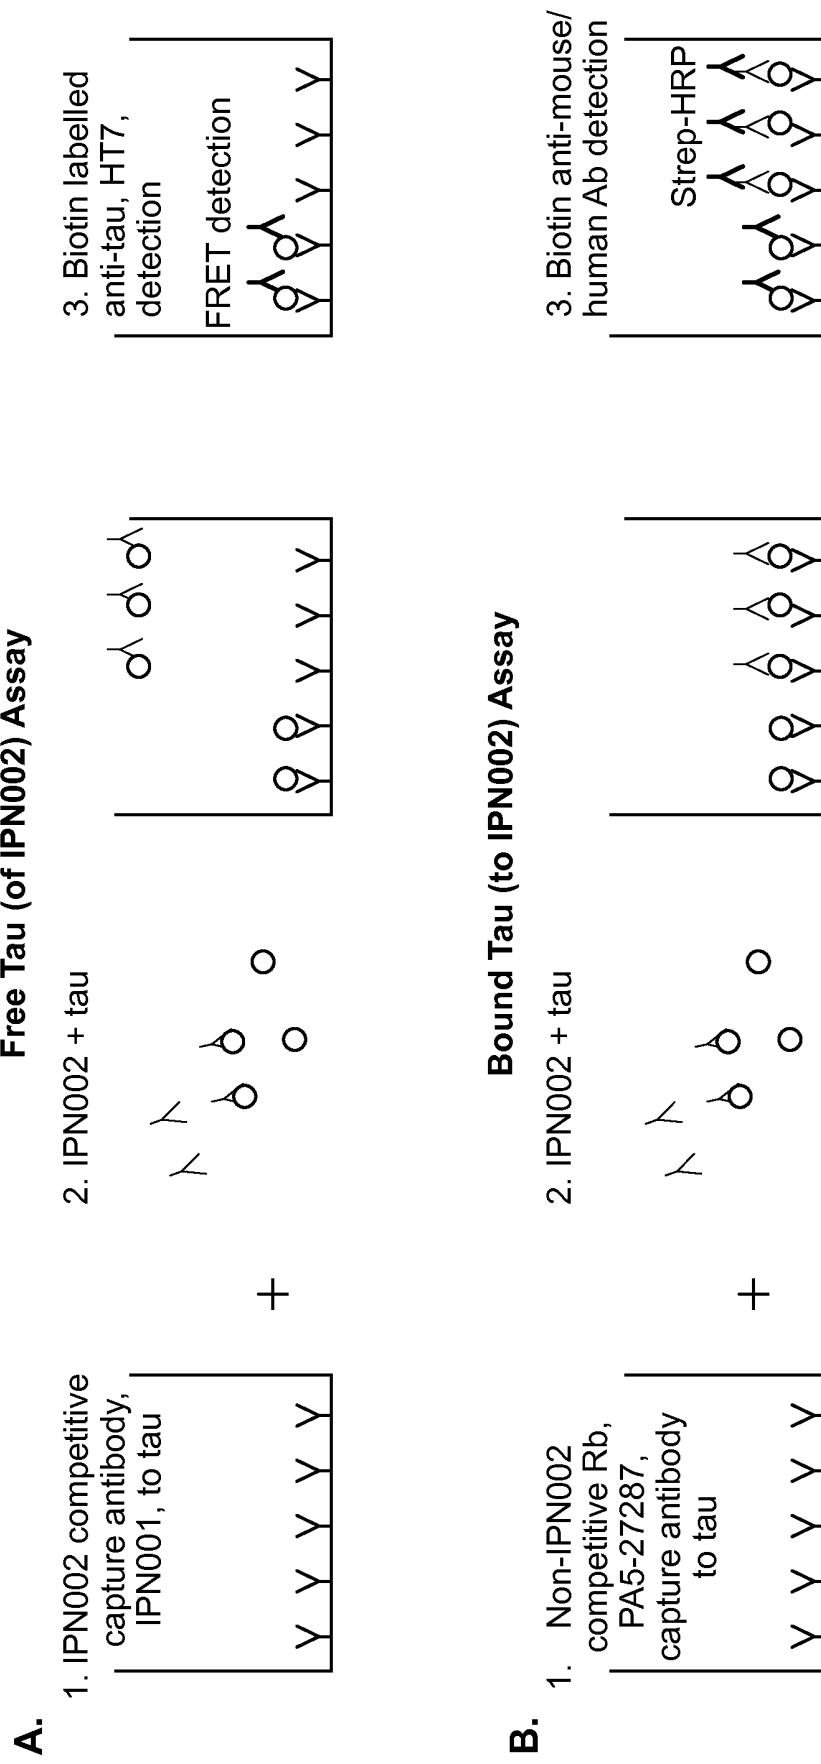 A.
Free Tau (of IPN002) Assay
1. IPN002 competitive
capture antibody,
IPN001, to tau
+
2. IPN002 + tau
3. Biotin labelled
anti-tau, HT7,
detection
FRET detection
B.
Bound Tau (to IPN002) Assay
1. Non-IPN002
competitive Rb,
PA5-27287,
capture antibody
to tau
+
2. IPN002 + tau
3. Biotin anti-mouse/
human Ab detection
Strep-HRP